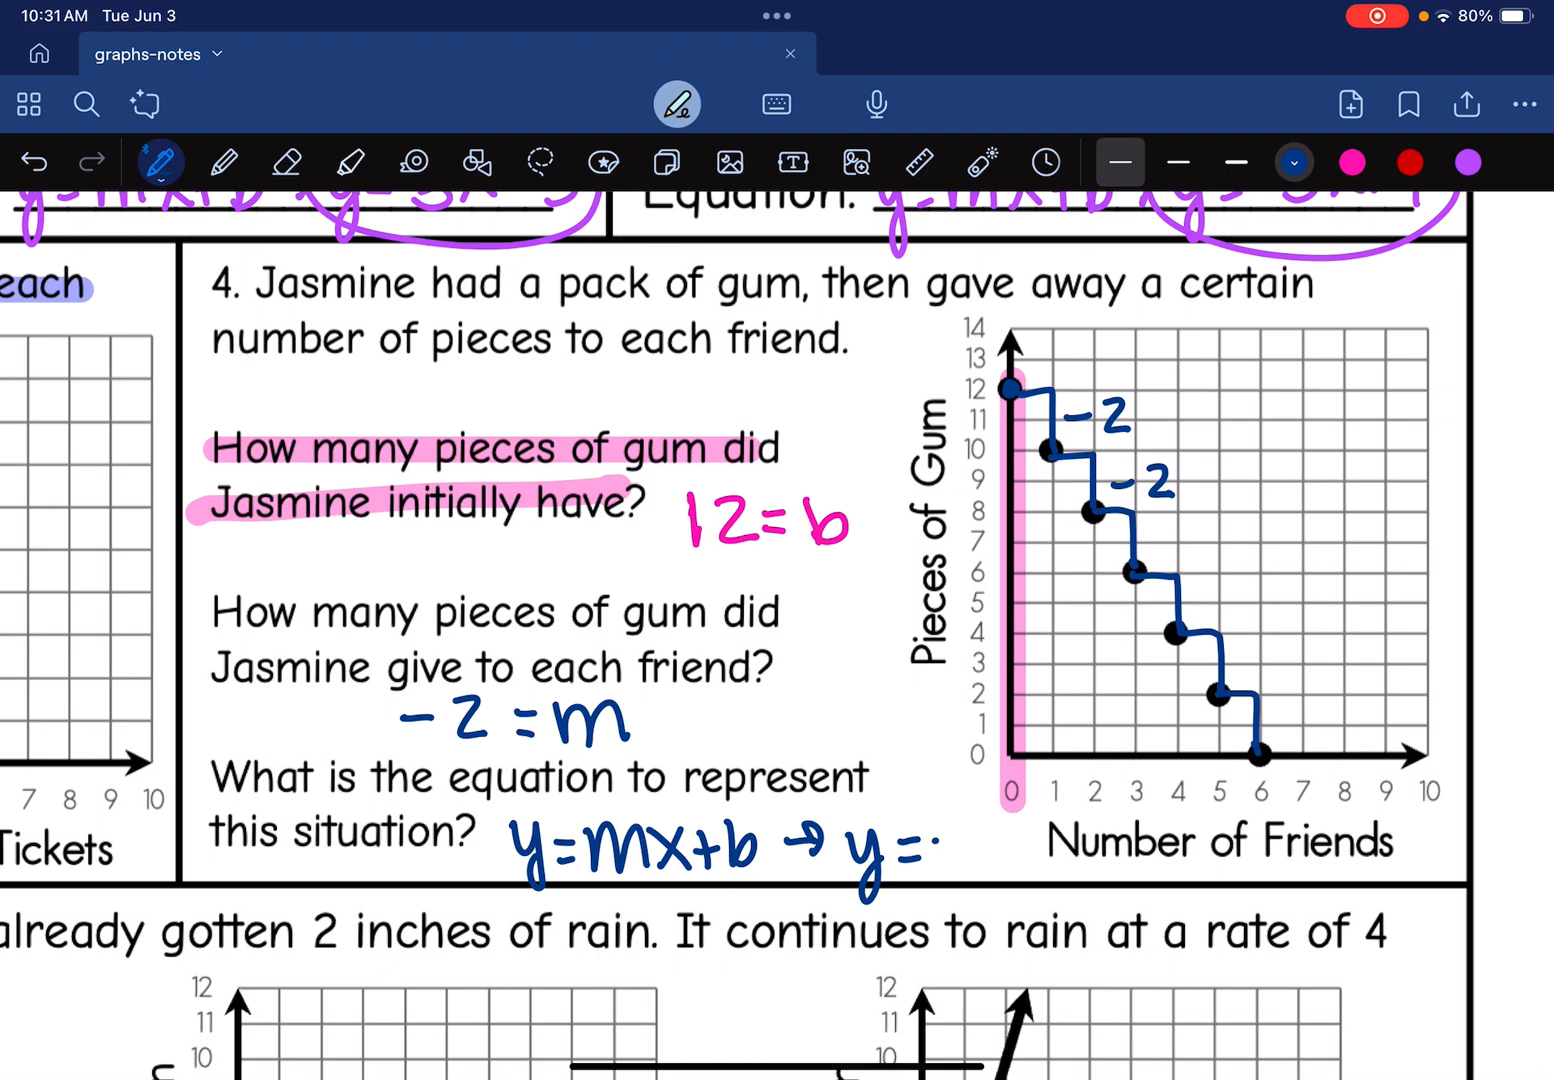 10:31 AM Tue Jun 3
80%
graphs-notes
y=mx+b
Equation: y=mx+b
each
4. Jasmine had a pack of gum, then gave away a certain
number of pieces to each friend.
How many pieces of gum did
Jasmine initially have? 12=b
How many pieces of gum did
Jasmine give to each friend?
-2=m
What is the equation to represent
this situation? y=mx+b → y=
Pieces of Gum
14
13
12
11
10
9
8
7
6
5
4
3
2
1
0
-2
-2
0 1 2 3 4 5 6 7 8 9 10
Number of Friends
7 8 9 10
Tickets
already gotten 2 inches of rain. It continues to rain at a rate of 4
12
11
10
12
11
10